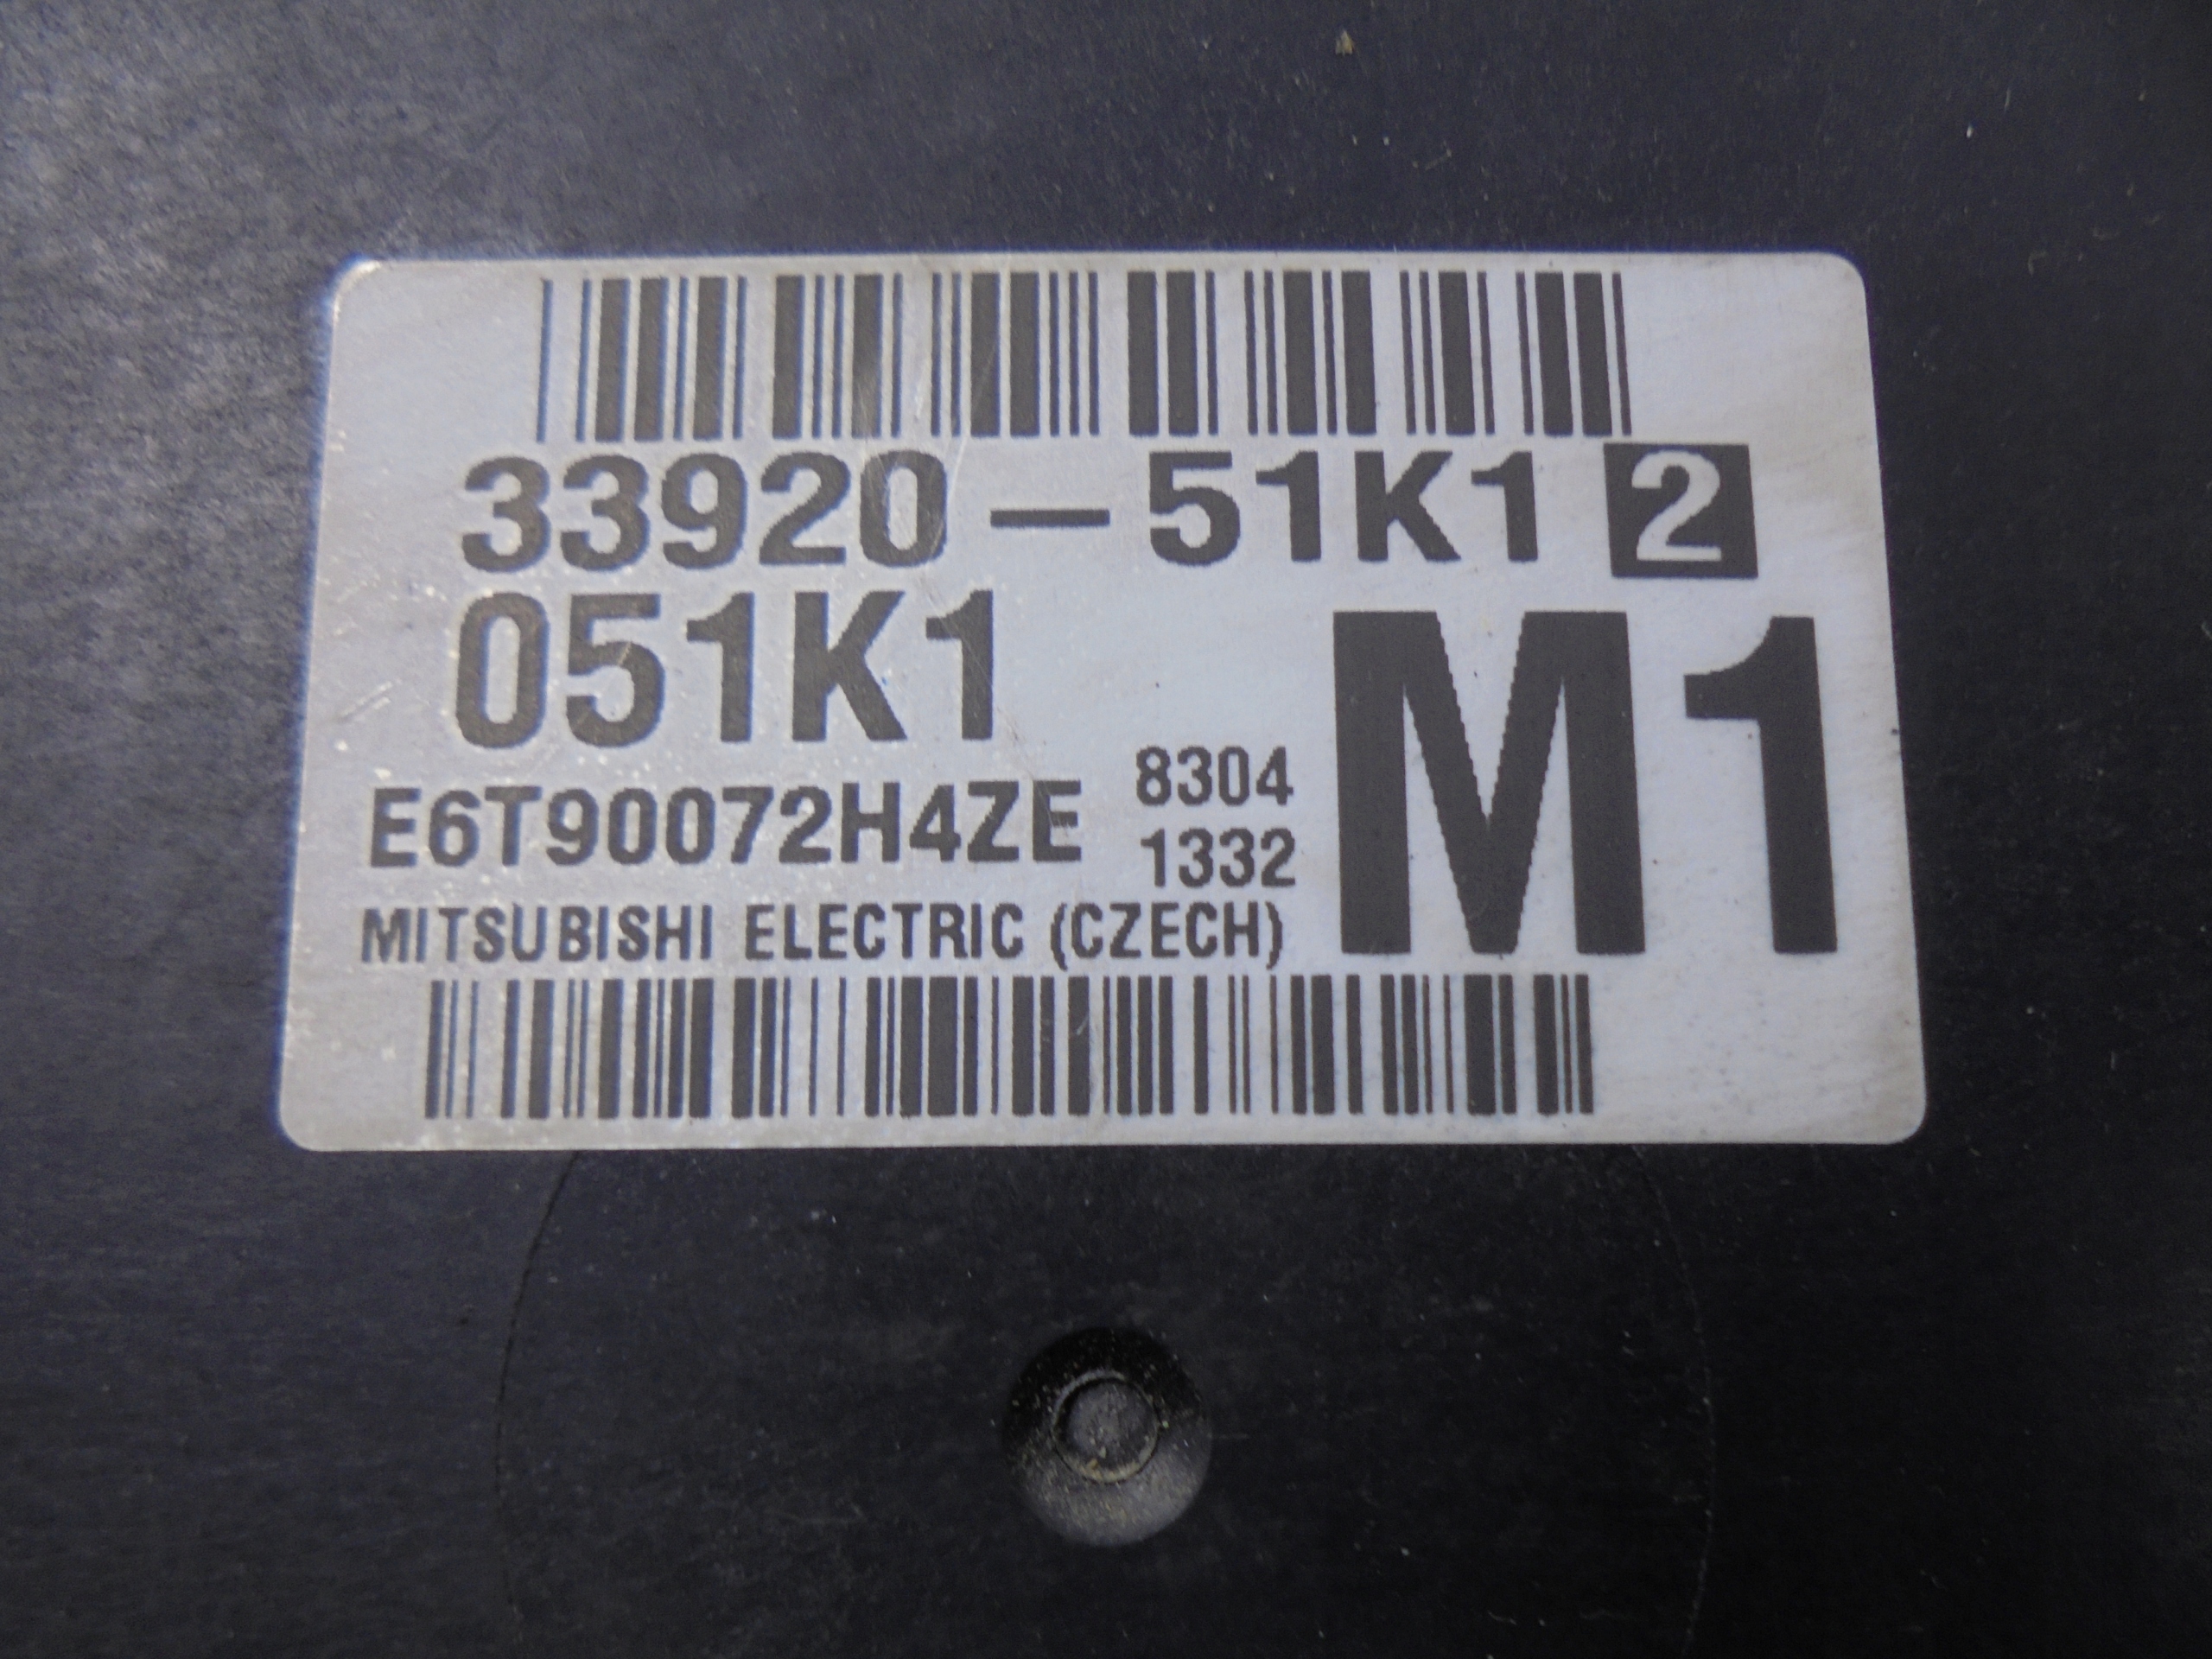 33920-51K1 2
051K1
M1
E6T90072H4ZE 8304
1332
MITSUBISHI ELECTRIC (CZECH)